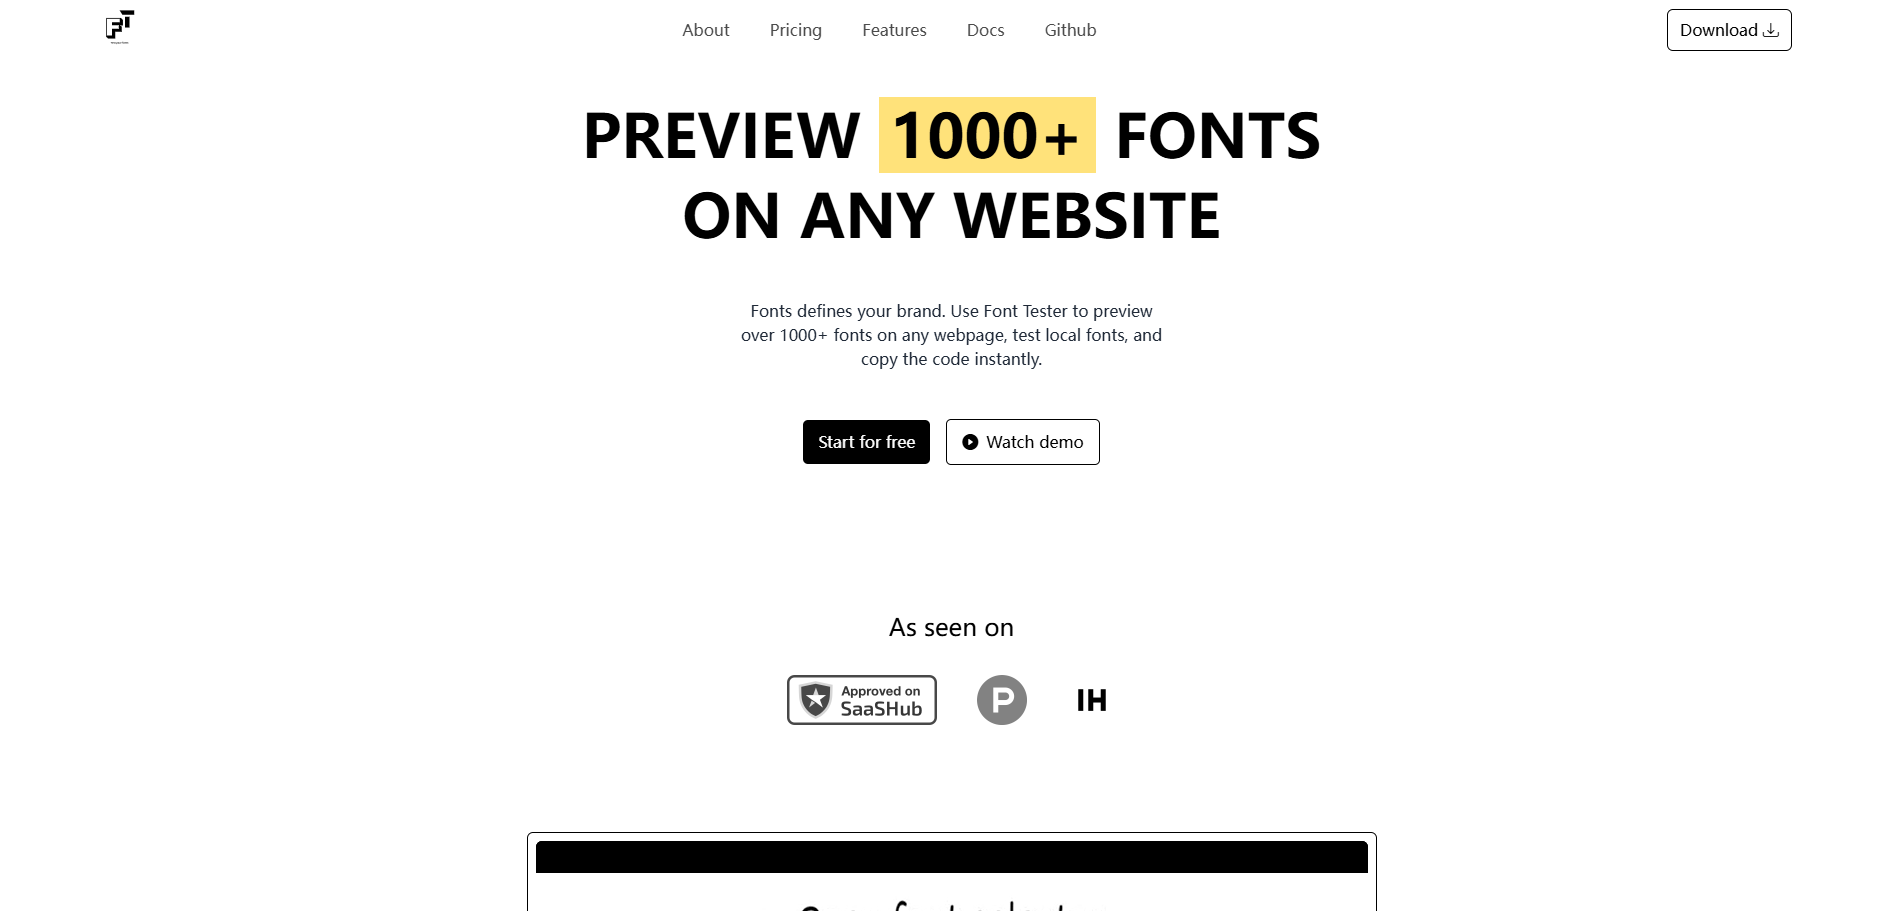 FT
About
Pricing
Features
Docs
Github
Download
PREVIEW 1000+ FONTS
ON ANY WEBSITE
Fonts defines your brand. Use Font Tester to preview
over 1000+ fonts on any webpage, test local fonts, and
copy the code instantly.
Start for free
Watch demo
As seen on
Approved on
SaaSHub
P
IH